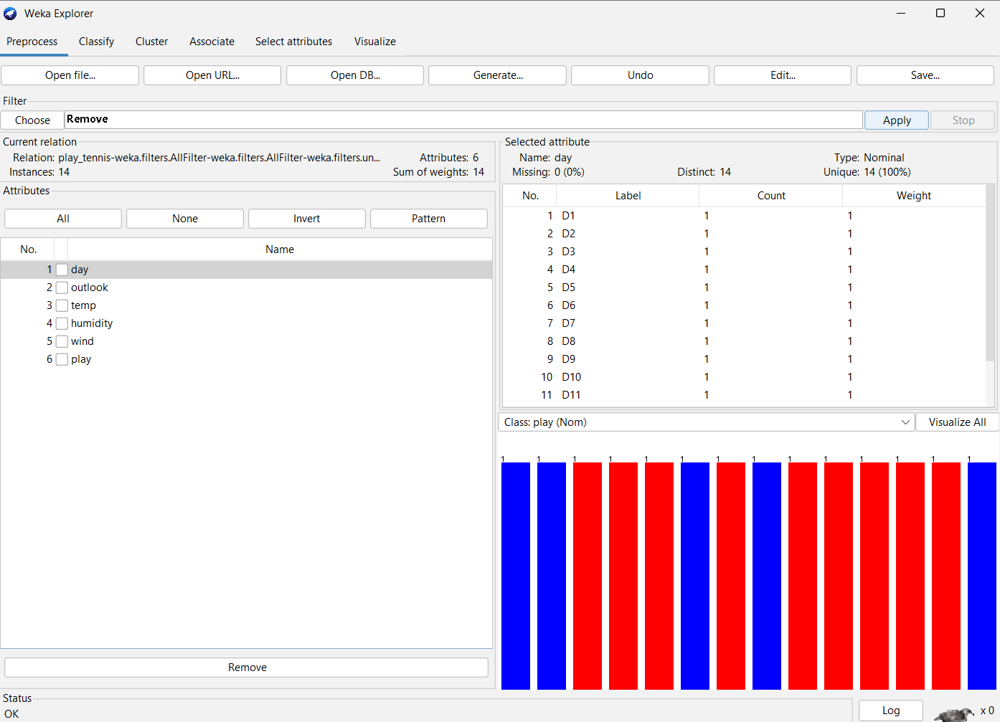 Weka Explorer
Preprocess Classify Cluster Associate Select attributes Visualize
Open file... Open URL... Open DB... Generate... Undo Edit... Save...
Filter
Choose Remove Apply Stop
Current relation
Relation: play_tennis-weka.filters.AllFilter-weka.filters.AllFilter-weka.filters.un... Attributes: 6
Instances: 14 Sum of weights: 14
Attributes
All None Invert Pattern
No. Name
1 day
2 outlook
3 temp
4 humidity
5 wind
6 play
Remove
Selected attribute
Name: day Type: Nominal
Missing: 0 (0%) Distinct: 14 Unique: 14 (100%)
No. Label Count Weight
1 D1 1 1
2 D2 1 1
3 D3 1 1
4 D4 1 1
5 D5 1 1
6 D6 1 1
7 D7 1 1
8 D8 1 1
9 D9 1 1
10 D10 1 1
11 D11 1 1
Class: play (Nom) Visualize All
1 1 1 1 1 1 1 1 1 1 1 1 1 1
Status
OK
Log x 0